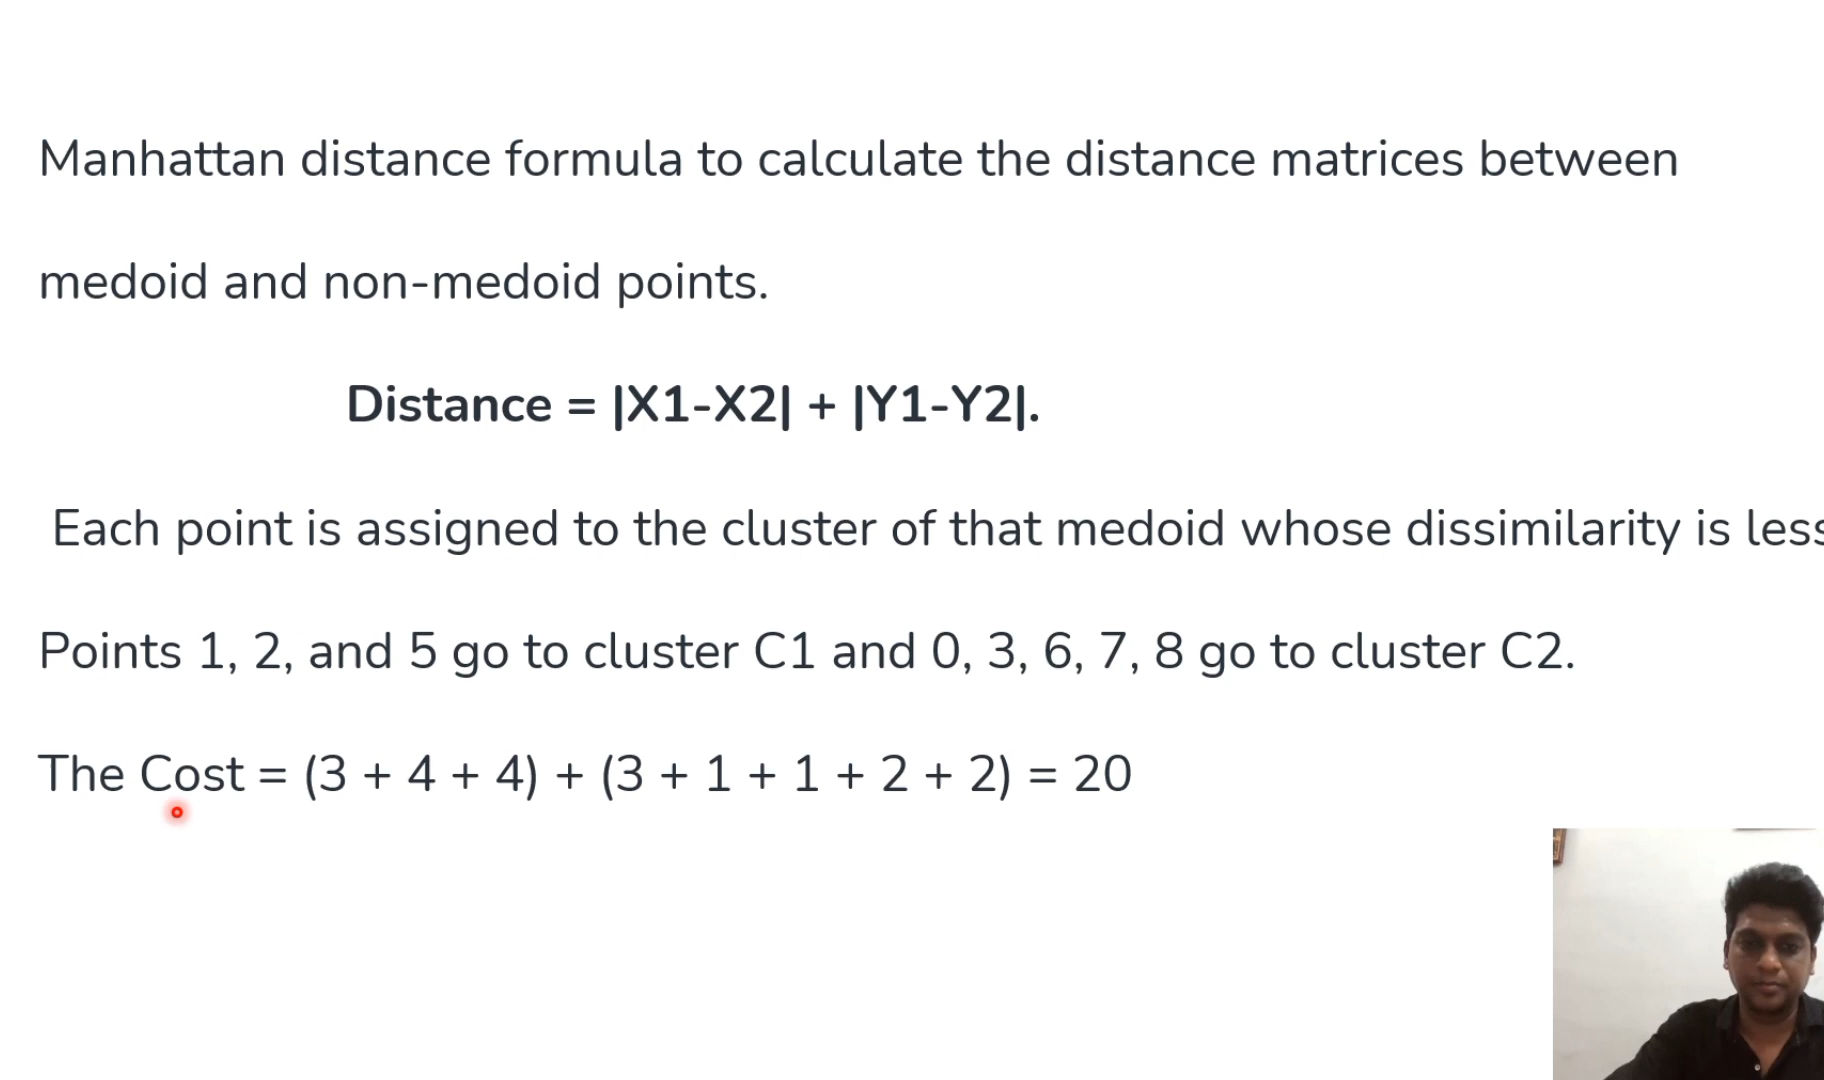 Manhattan distance formula to calculate the distance matrices between
medoid and non-medoid points.
Distance = |X1-X2| + |Y1-Y2|.
Each point is assigned to the cluster of that medoid whose dissimilarity is less
Points 1, 2, and 5 go to cluster C1 and 0, 3, 6, 7, 8 go to cluster C2.
The Cost = (3 + 4 + 4) + (3 + 1 + 1 + 2 + 2) = 20